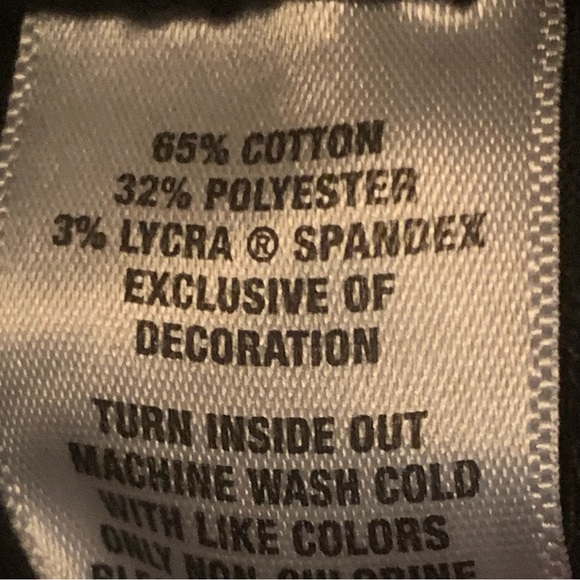 65% COTTON
32% POLYESTER
3% LYCRA ® SPANDEX
EXCLUSIVE OF
DECORATION
TURN INSIDE OUT
MACHINE WASH COLD
WITH LIKE COLORS
ONLY NON-CHLORINE